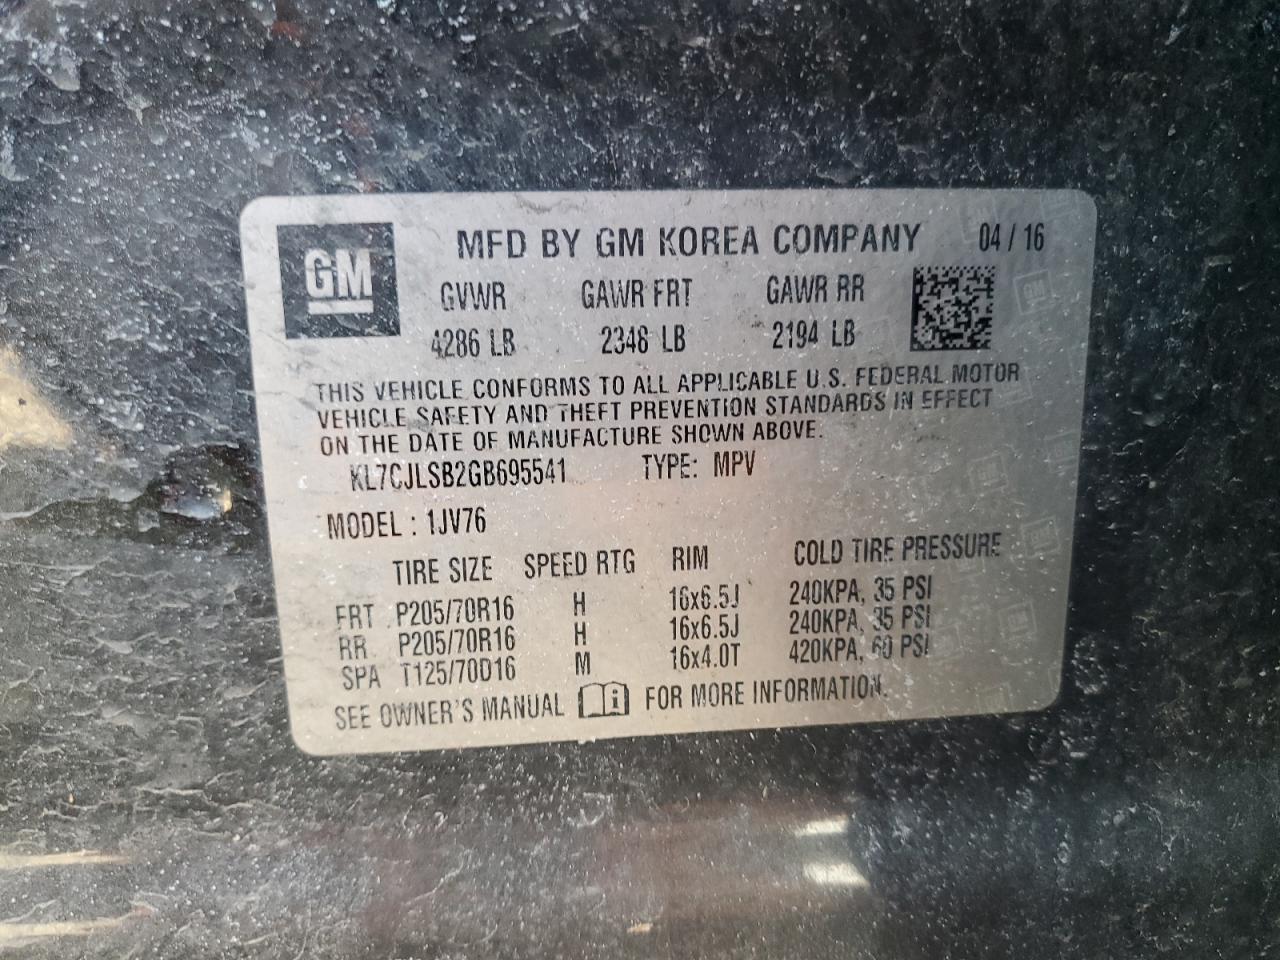 GM
MFD BY GM KOREA COMPANY 04 / 16
GVWR GAWR FRT GAWR RR
4286 LB 2348 LB 2194 LB
THIS VEHICLE CONFORMS TO ALL APPLICABLE U.S. FEDERAL MOTOR
VEHICLE SAFETY AND THEFT PREVENTION STANDARDS IN EFFECT
ON THE DATE OF MANUFACTURE SHOWN ABOVE.
KL7CJLSB2GB695541 TYPE: MPV
MODEL : 1JV76
TIRE SIZE SPEED RTG RIM COLD TIRE PRESSURE
FRT P205/70R16 H 16x6.5J 240KPA, 35 PSI
RR P205/70R16 H 16x6.5J 240KPA, 35 PSI
SPA T125/70D16 M 16x4.0T 420KPA, 60 PSI
SEE OWNER'S MANUAL i FOR MORE INFORMATION.